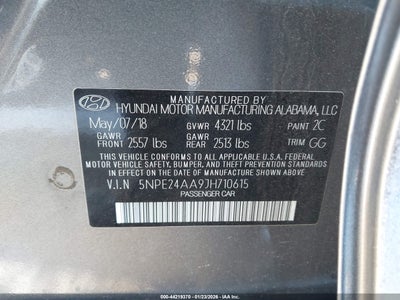 MANUFACTURED BY
HYUNDAI MOTOR MANUFACTURING ALABAMA, LLC
May/07/18 GVWR 4321 lbs PAINT 2C
GAWR FRONT 2557 lbs GAWR REAR 2513 lbs TRIM GG
THIS VEHICLE CONFORMS TO ALL APPLICABLE U.S. FEDERAL
MOTOR VEHICLE SAFETY, BUMPER, AND THEFT PREVENTION STANDARDS
IN EFFECT ON THE DATE OF MANUFACTURE SHOWN ABOVE.
V.I.N 5NPE24AA9JH710615
PASSENGER CAR
000-44219370 - 01/23/2026 - IAAI